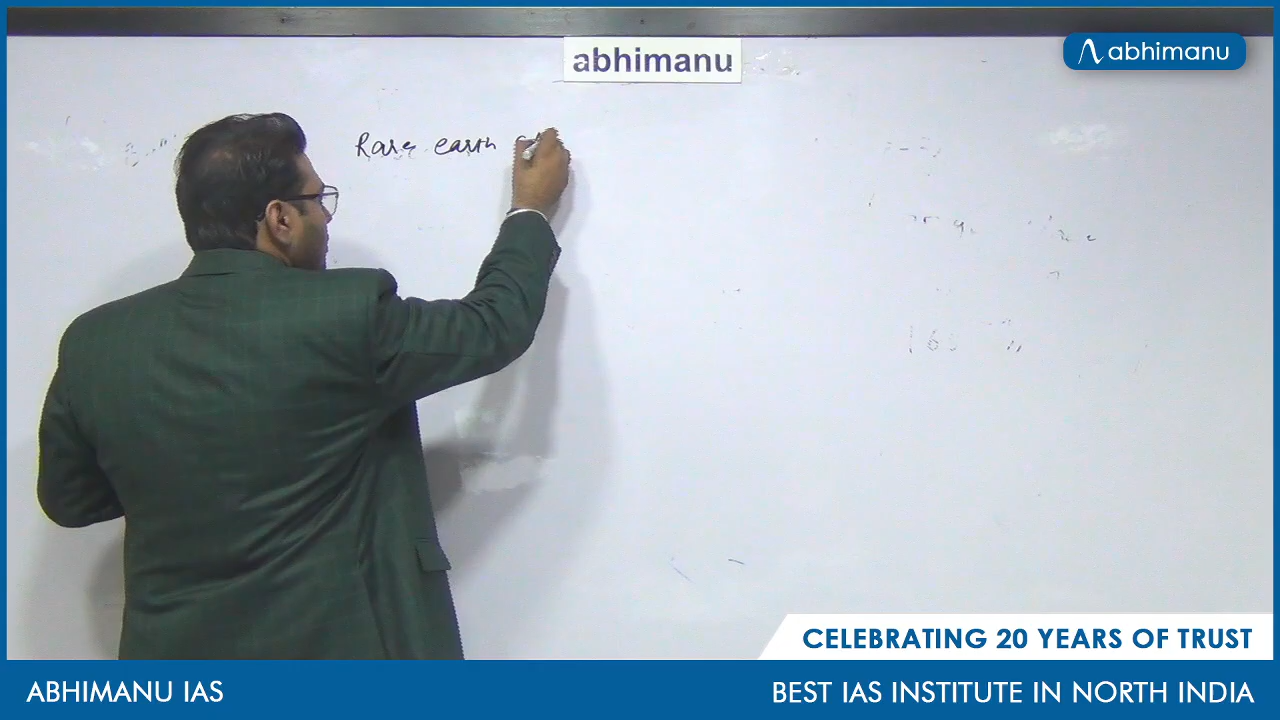 abhimanu
abhimanu
Rare earth
CELEBRATING 20 YEARS OF TRUST
ABHIMANU IAS
BEST IAS INSTITUTE IN NORTH INDIA